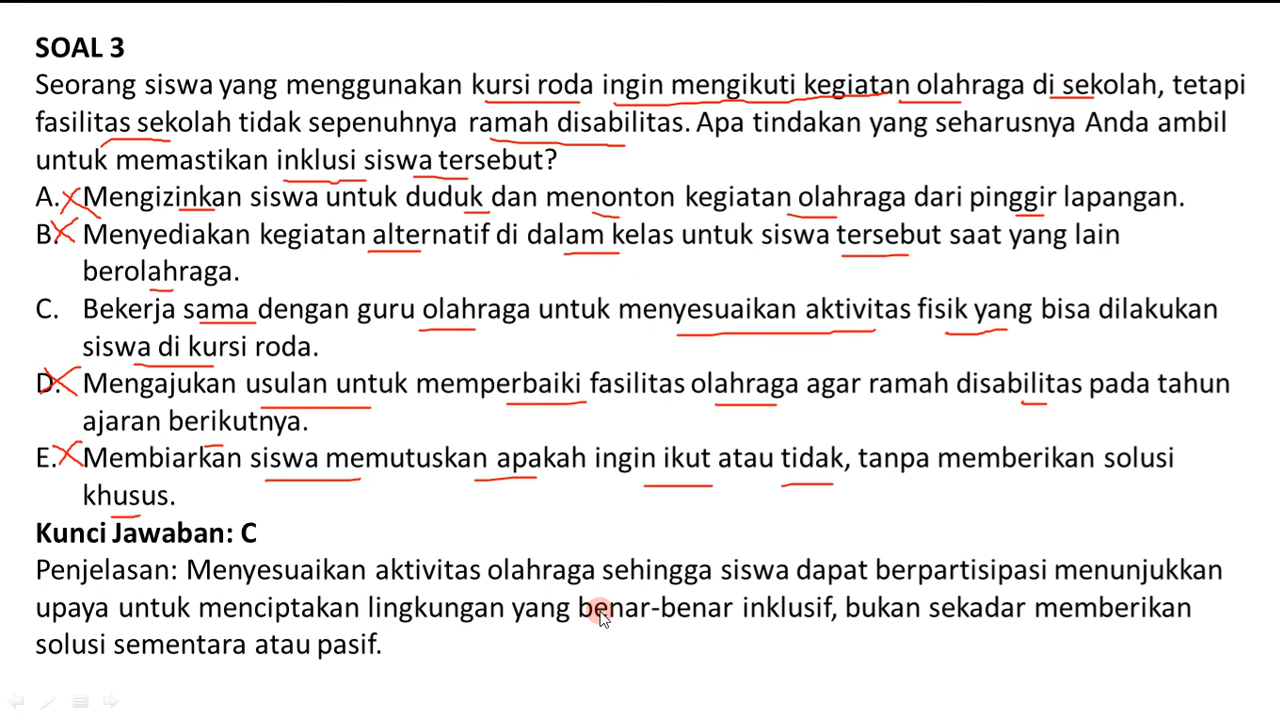 SOAL 3
Seorang siswa yang menggunakan kursi roda ingin mengikuti kegiatan olahraga di sekolah, tetapi
fasilitas sekolah tidak sepenuhnya ramah disabilitas. Apa tindakan yang seharusnya Anda ambil
untuk memastikan inklusi siswa tersebut?
A. Mengizinkan siswa untuk duduk dan menonton kegiatan olahraga dari pinggir lapangan.
B. Menyediakan kegiatan alternatif di dalam kelas untuk siswa tersebut saat yang lain
berolahraga.
C. Bekerja sama dengan guru olahraga untuk menyesuaikan aktivitas fisik yang bisa dilakukan
siswa di kursi roda.
D. Mengajukan usulan untuk memperbaiki fasilitas olahraga agar ramah disabilitas pada tahun
ajaran berikutnya.
E. Membiarkan siswa memutuskan apakah ingin ikut atau tidak, tanpa memberikan solusi
khusus.
Kunci Jawaban: C
Penjelasan: Menyesuaikan aktivitas olahraga sehingga siswa dapat berpartisipasi menunjukkan
upaya untuk menciptakan lingkungan yang benar-benar inklusif, bukan sekadar memberikan
solusi sementara atau pasif.